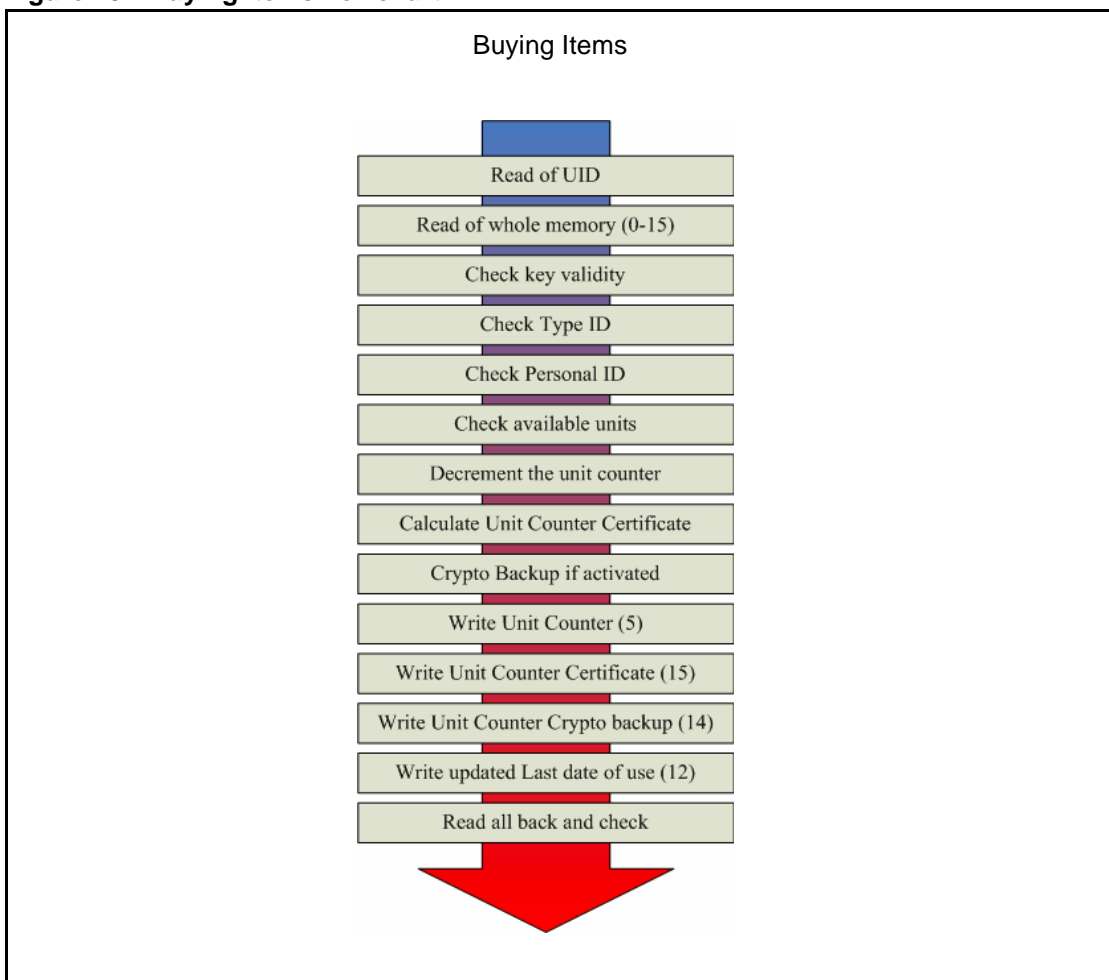 Buying Items
Read of UID
Read of whole memory (0-15)
Check key validity
Check Type ID
Check Personal ID
Check available units
Decrement the unit counter
Calculate Unit Counter Certificate
Crypto Backup if activated
Write Unit Counter (5)
Write Unit Counter Certificate (15)
Write Unit Counter Crypto backup (14)
Write updated Last date of use (12)
Read all back and check